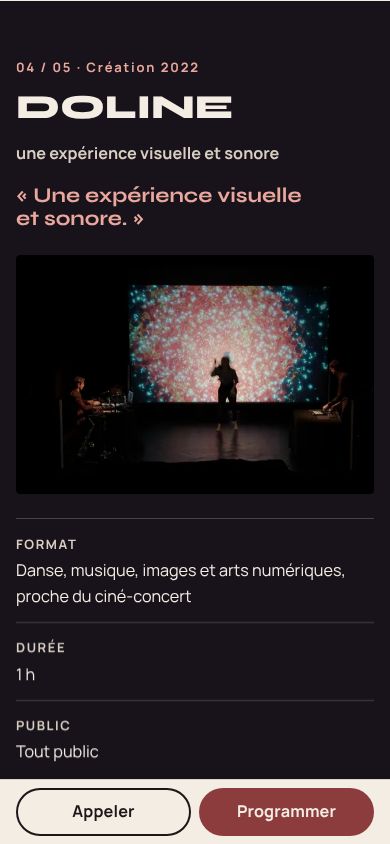 04 / 05 · Création 2022
DOLINE
une expérience visuelle et sonore
« Une expérience visuelle
et sonore. »
FORMAT
Danse, musique, images et arts numériques,
proche du ciné-concert
DURÉE
1 h
PUBLIC
Tout public
Appeler
Programmer